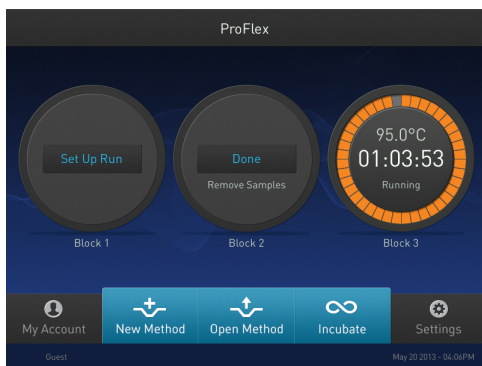 ProFlex
Set Up Run
Done
Remove Samples
95.0°C
01:03:53
Running
Block 1
Block 2
Block 3
My Account
New Method
Open Method
Incubate
Settings
Guest
May 20 2013 - 04:06PM